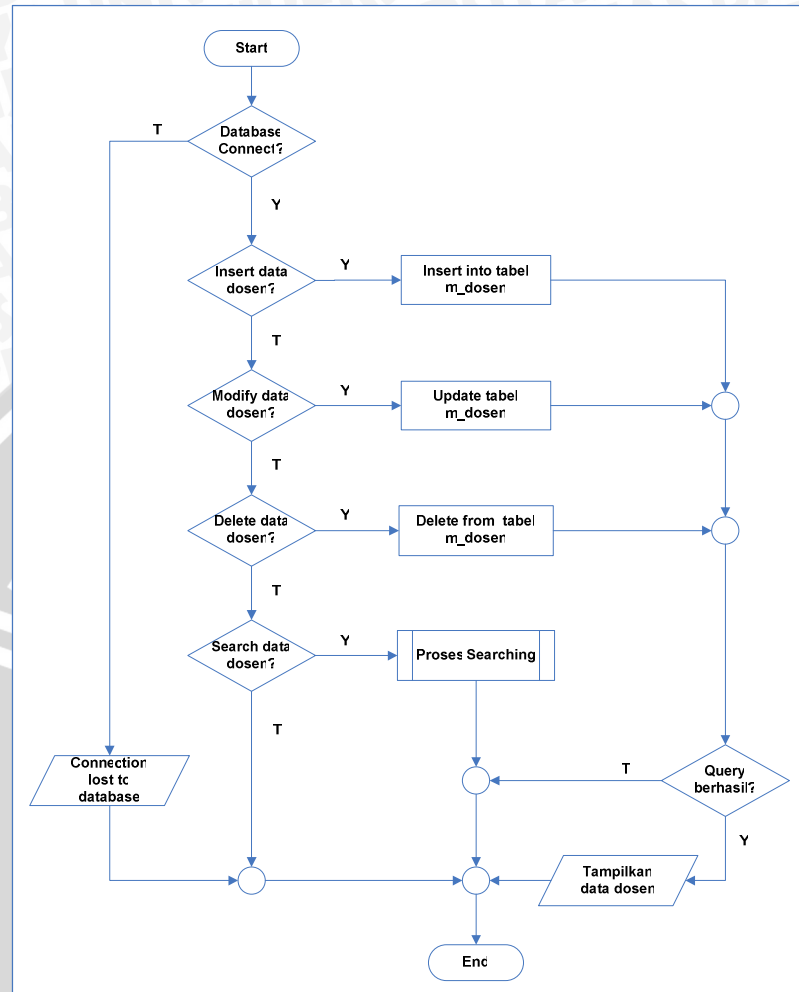 Start
T
Database
Connect?
Y
Insert data
dosen?
Y
Insert into tabel
m_dosen
T
Modify data
dosen?
Y
Update tabel
m_dosen
T
Delete data
dosen?
Y
Delete from tabel
m_dosen
T
Search data
dosen?
Y
Proses Searching
T
Connection
lost to
database
T
Query
berhasil?
Y
Tampilkan
data dosen
End